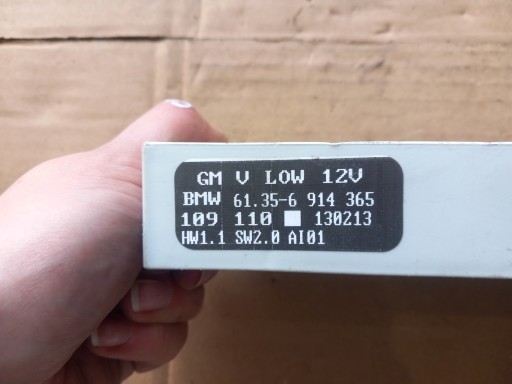 GM V LOW 12V
BMW 61.35-6 914 365
109 110 130213
HW1.1 SW2.0 AI01